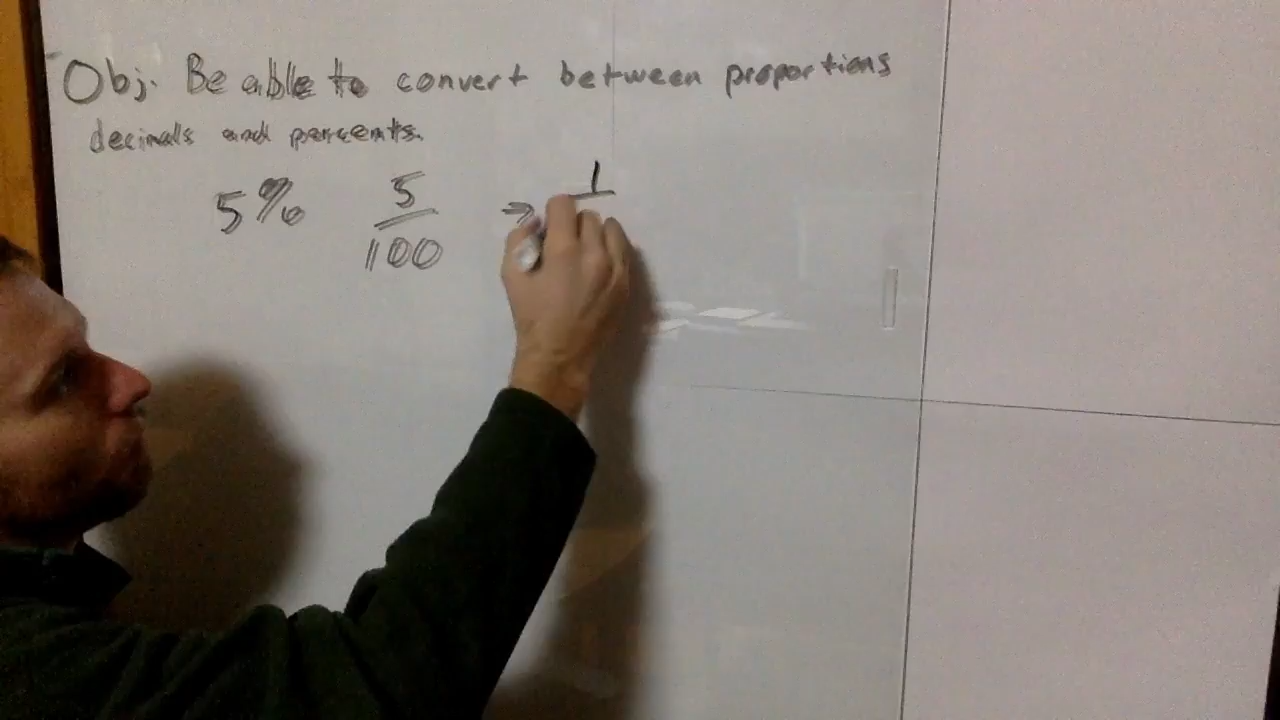 Obj. Be able to convert between proportions
decimals and percents.
5% 5/100 → 1